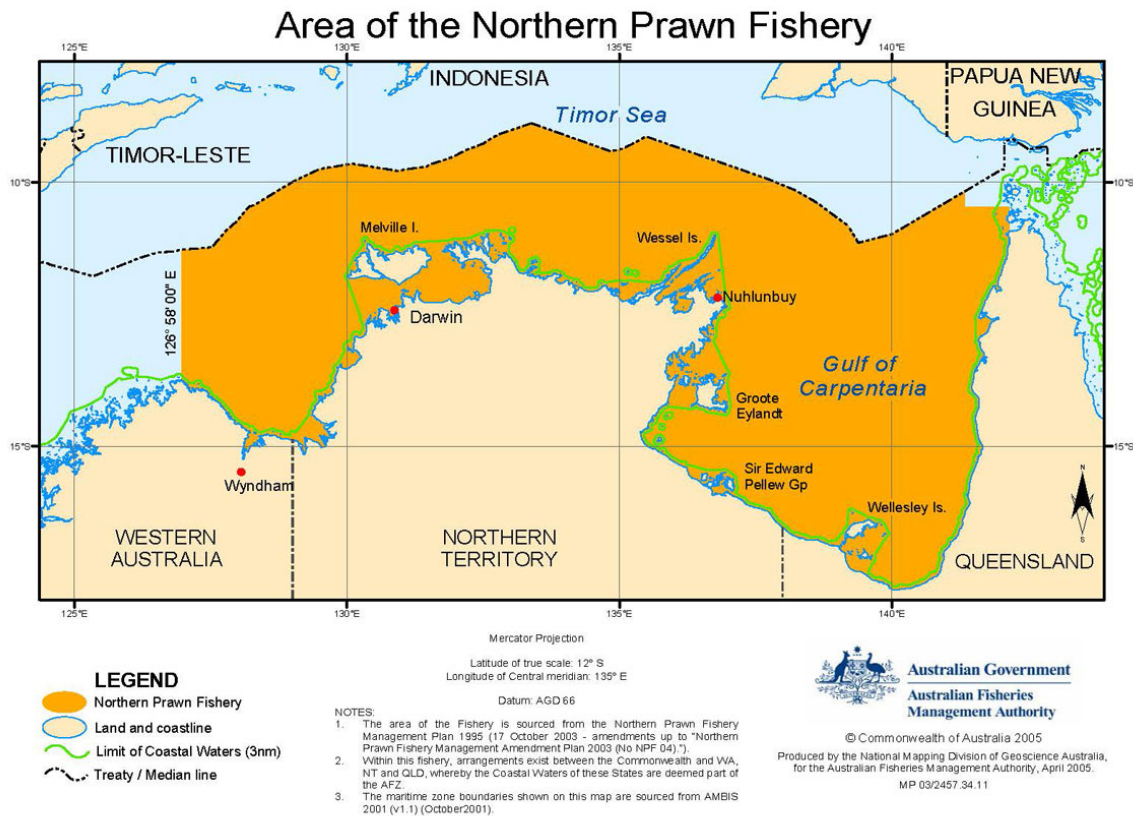 Area of the Northern Prawn Fishery
125°E
130°E
135°E
140°E
INDONESIA
PAPUA NEW
GUINEA
Timor Sea
TIMOR-LESTE
10°S
10°S
Melville I.
Wessel Is.
126° 58' 00" E
Nuhlunbuy
Darwin
Gulf of
Carpentaria
Groote
Eylandt
15°S
15°S
Sir Edward
Pellew Gp
Wyndham
Wellesley Is.
N
S
WESTERN
AUSTRALIA
NORTHERN
TERRITORY
QUEENSLAND
125°E
130°E
135°E
140°E
Mercator Projection
Latitude of true scale: 12° S
Longitude of Central meridian: 135° E
Datum: AGD 66
LEGEND
Northern Prawn Fishery
Land and coastline
Limit of Coastal Waters (3nm)
Treaty / Median line
NOTES:
1. The area of the Fishery is sourced from the Northern Prawn Fishery
Management Plan 1995 (17 October 2003 - amendments up to "Northern
Prawn Fishery Management Amendment Plan 2003 (No NPF 04).").
2. Within this fishery, arrangements exist between the Commonwealth and WA,
NT and QLD, whereby the Coastal Waters of these States are deemed part of
the AFZ.
3. The maritime zone boundaries shown on this map are sourced from AMBIS
2001 (v1.1) (October2001).
Australian Government
Australian Fisheries
Management Authority
© Commonwealth of Australia 2005
Produced by the National Mapping Division of Geoscience Australia,
for the Australian Fisheries Management Authority, April 2005.
MP 03/2457.34.11